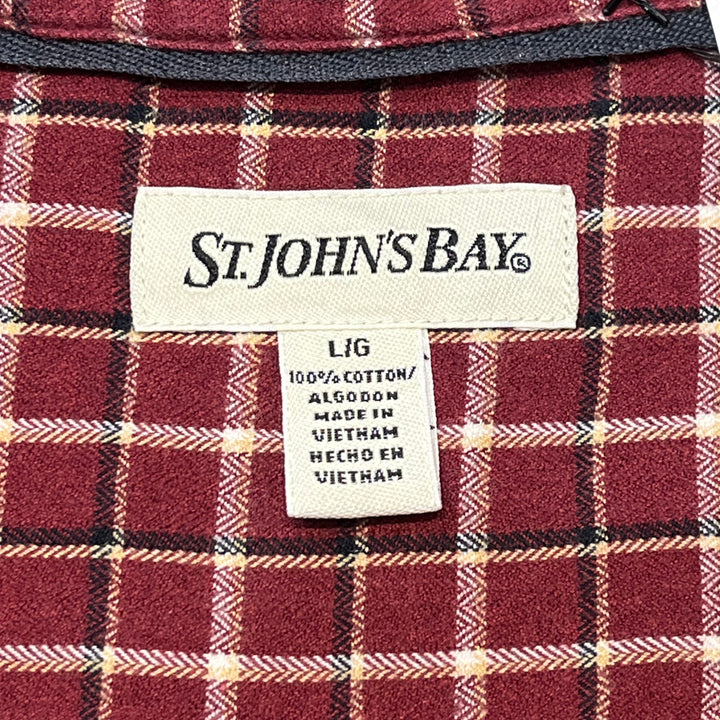 ST. JOHN'S BAY®
L/G
100% COTTON/
ALGODON
MADE IN
VIETNAM
HECHO EN
VIETNAM